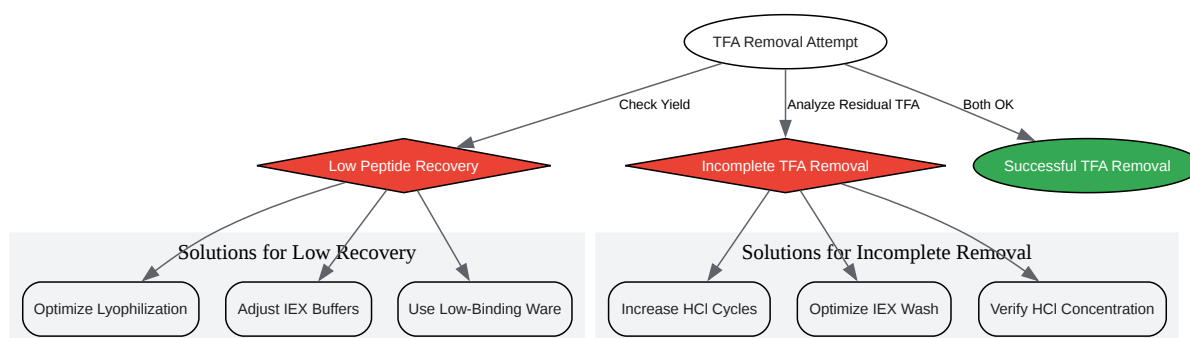 TFA Removal Attempt
Check Yield
Analyze Residual TFA
Both OK
Low Peptide Recovery
Incomplete TFA Removal
Successful TFA Removal
Solutions for Low Recovery
Solutions for Incomplete Removal
Optimize Lyophilization
Adjust IEX Buffers
Use Low-Binding Ware
Increase HCl Cycles
Optimize IEX Wash
Verify HCl Concentration